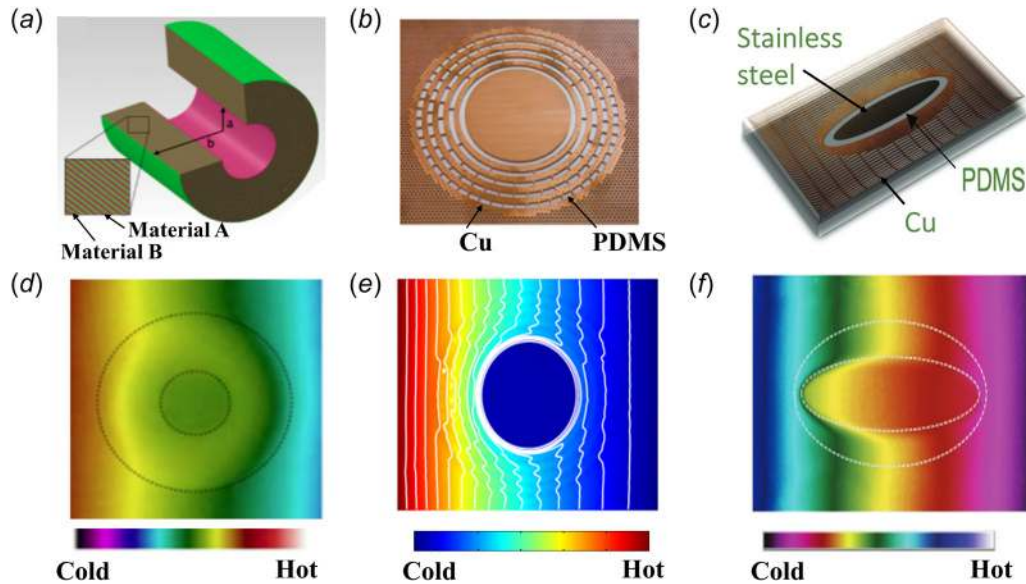 (a)
a
b
Material A
Material B
(b)
Cu
PDMS
(c)
Stainless
steel
PDMS
Cu
(d)
Cold Hot
(e)
Cold Hot
(f)
Cold Hot